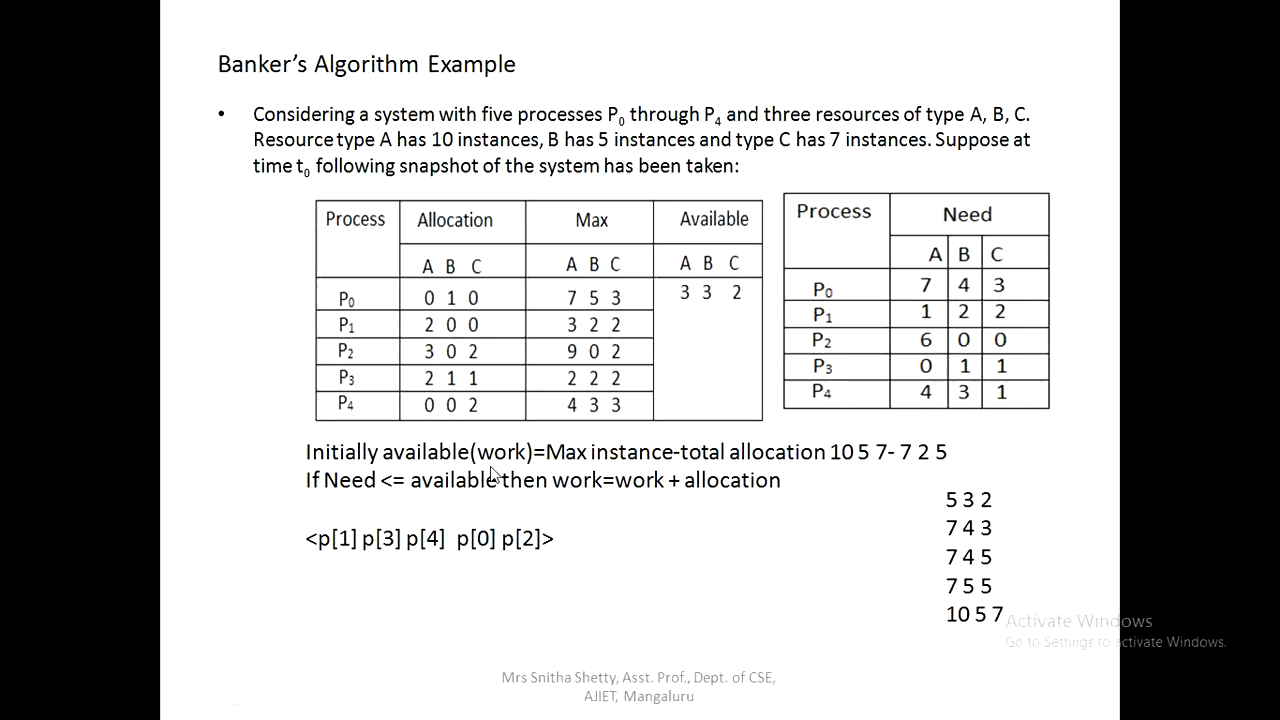 Banker's Algorithm Example
• Considering a system with five processes P0 through P4 and three resources of type A, B, C.
Resource type A has 10 instances, B has 5 instances and type C has 7 instances. Suppose at
time t0 following snapshot of the system has been taken:
Process Allocation Max Available
A B C A B C A B C
P0 0 1 0 7 5 3 3 3 2
P1 2 0 0 3 2 2
P2 3 0 2 9 0 2
P3 2 1 1 2 2 2
P4 0 0 2 4 3 3
Process Need
A B C
P0 7 4 3
P1 1 2 2
P2 6 0 0
P3 0 1 1
P4 4 3 1
Initially available(work)=Max instance-total allocation 10 5 7- 7 2 5
If Need <= available then work=work + allocation
<p[1] p[3] p[4] p[0] p[2]>
5 3 2
7 4 3
7 4 5
7 5 5
10 5 7
Activate Windows
Go to Settings to activate Windows.
Mrs Snitha Shetty, Asst. Prof., Dept. of CSE,
AJIET, Mangaluru